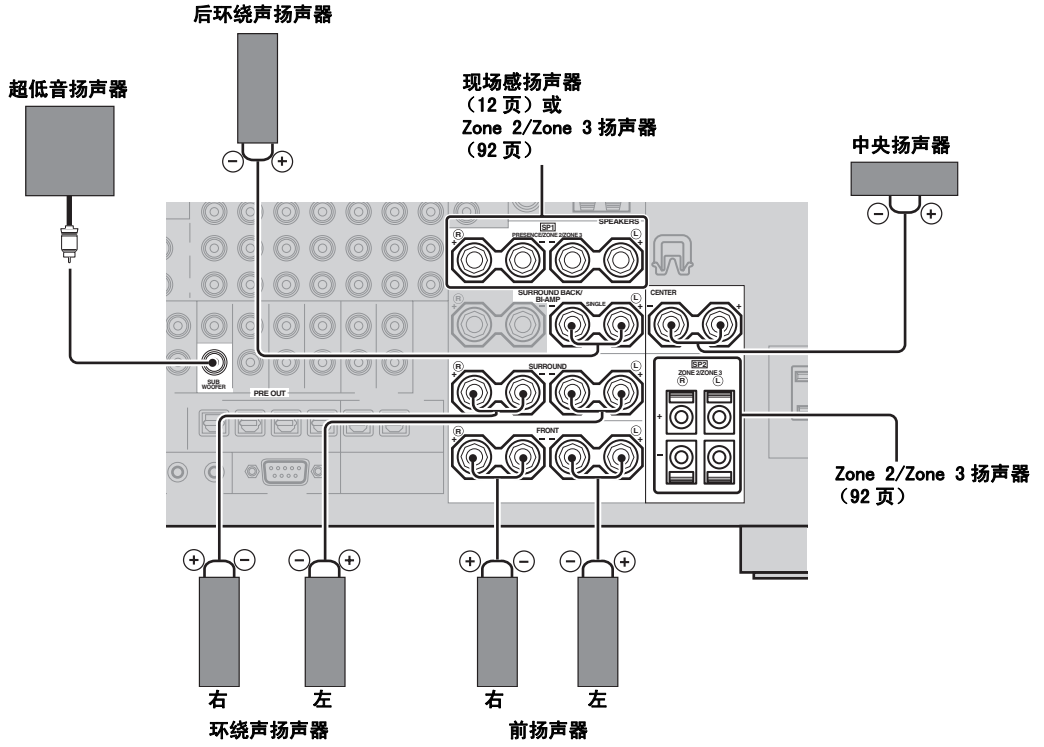 后环绕声扬声器
超低音扬声器
现场感扬声器
（12 页）或
Zone 2/Zone 3 扬声器
（92 页）
中央扬声器
− +
− +
SPEAKERS
SP1
R PRESENCE/ZONE 2/ZONE 3 L
+ − − +
SURROUND BACK/
BI-AMP
R L
SINGLE
+ − +
CENTER
− +
SUB
WOOFER
PRE OUT
R SURROUND L
+ − − +
SP2
ZONE 2/ZONE 3
R L
+
−
R FRONT L
+ − − +
Zone 2/Zone 3 扬声器
（92 页）
+ − − + + − − +
右 左 右 左
环绕声扬声器 前扬声器